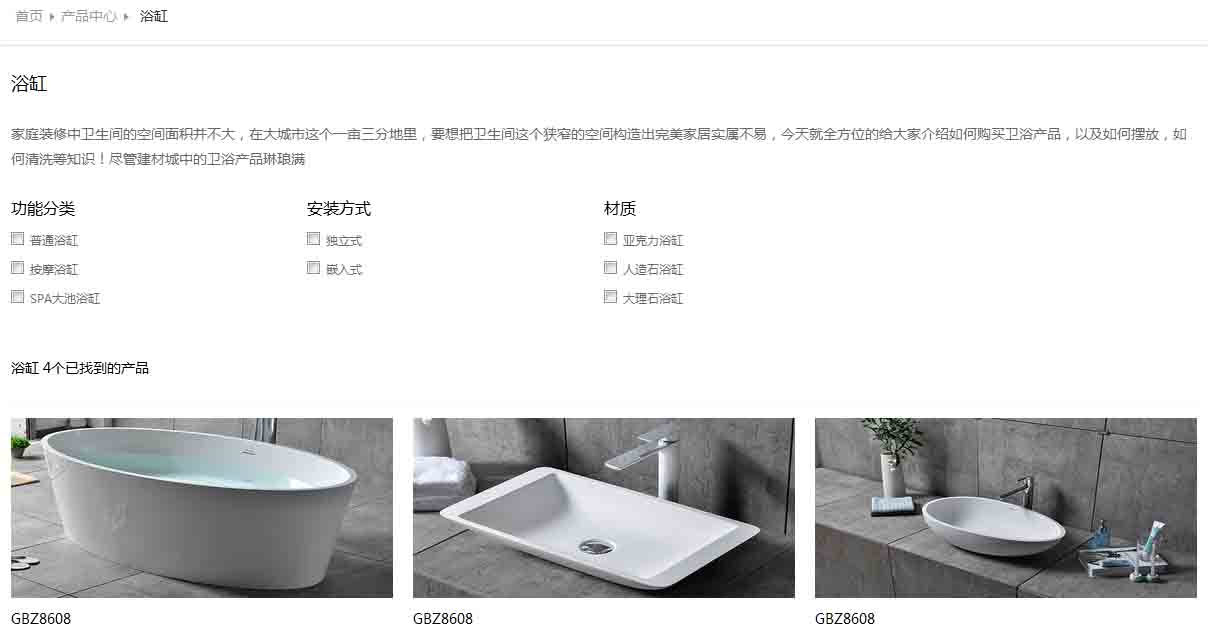 首页 产品中心 浴缸
浴缸
家庭装修中卫生间的空间面积并不大，在大城市这个一亩三分地里，要想把卫生间这个狭窄的空间构造出完美家居实属不易，今天就全方位的给大家介绍如何购买卫浴产品，以及如何摆放，如
何清洗等知识！尽管建材城中的卫浴产品琳琅满
功能分类 安装方式 材质
普通浴缸 独立式 亚克力浴缸
按摩浴缸 嵌入式 人造石浴缸
SPA大池浴缸 大理石浴缸
浴缸 4个已找到的产品
GBZ8608 GBZ8608 GBZ8608